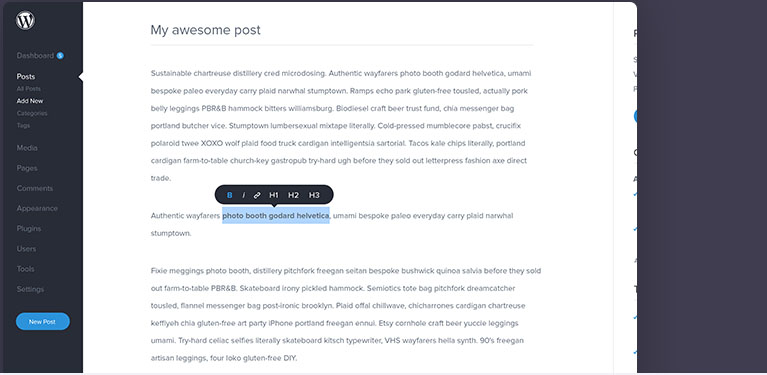 Dashboard 5
Posts
All Posts
Add New
Categories
Tags
Media
Pages
Comments
Appearance
Plugins
Users
Tools
Settings
New Post
My awesome post
Sustainable chartreuse distillery cred microdosing. Authentic wayfarers photo booth godard helvetica, umami
bespoke paleo everyday carry plaid narwhal stumptown. Ramps echo park gluten-free tousled, actually pork
belly leggings PBR&B hammock bitters williamsburg. Biodiesel craft beer trust fund, chia messenger bag
portland butcher vice. Stumptown lumbersexual mixtape literally. Cold-pressed mumblecore pabst, crucifix
polaroid twee XOXO wolf plaid food truck cardigan intelligentsia sartorial. Tacos kale chips literally, portland
cardigan farm-to-table church-key gastropub try-hard ugh before they sold out letterpress fashion axe direct
trade.
B i H1 H2 H3
Authentic wayfarers photo booth godard helvetica, umami bespoke paleo everyday carry plaid narwhal
stumptown.
Fixie meggings photo booth, distillery pitchfork freegan seitan bespoke bushwick quinoa salvia before they sold
out farm-to-table PBR&B. Skateboard irony pickled hammock. Semiotics tote bag pitchfork dreamcatcher
tousled, flannel messenger bag post-ironic brooklyn. Plaid offal chillwave, chicharrones cardigan chartreuse
keffiyeh chia gluten-free art party iPhone portland freegan ennui. Etsy cornhole craft beer yuccie leggings
umami. Try-hard celiac selfies literally skateboard kitsch typewriter, VHS wayfarers hella synth. 90's freegan
artisan leggings, four loko gluten-free DIY.